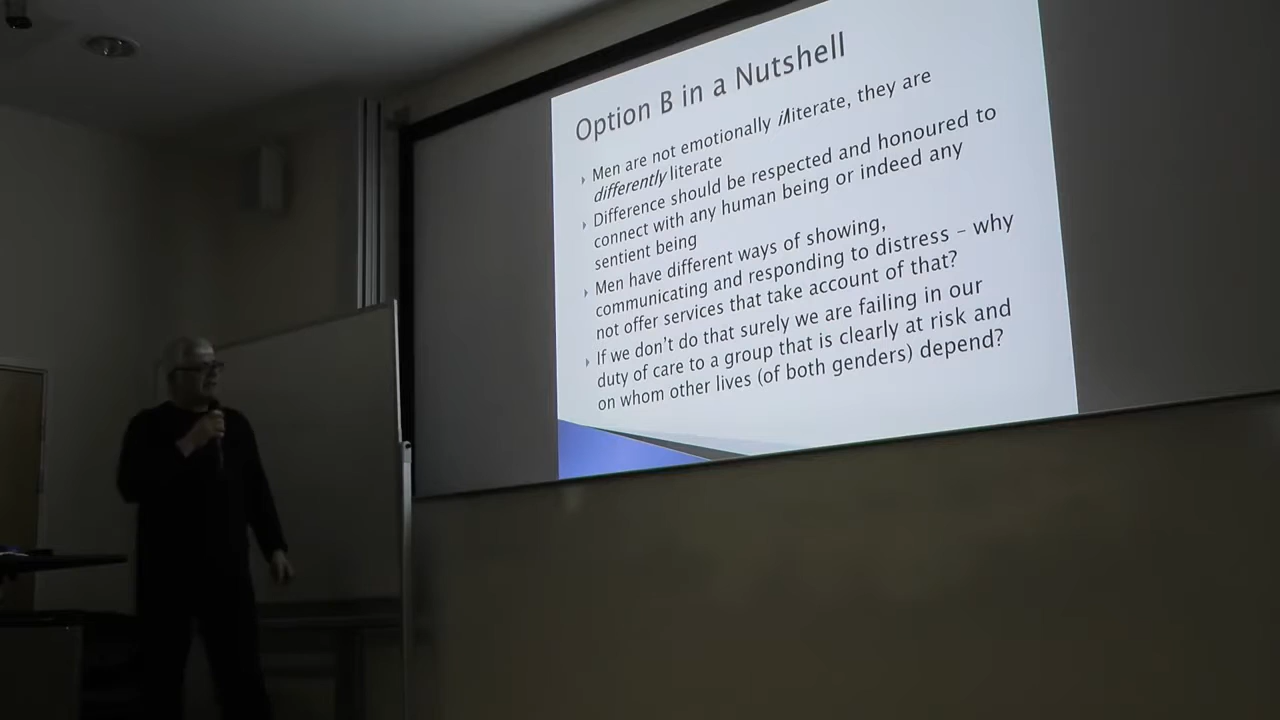 Option B in a Nutshell
Men are not emotionally illiterate, they are
differently literate
Difference should be respected and honoured to
connect with any human being or indeed any
sentient being
Men have different ways of showing,
communicating and responding to distress – why
not offer services that take account of that?
If we don't do that surely we are failing in our
duty of care to a group that is clearly at risk and
on whom other lives (of both genders) depend?